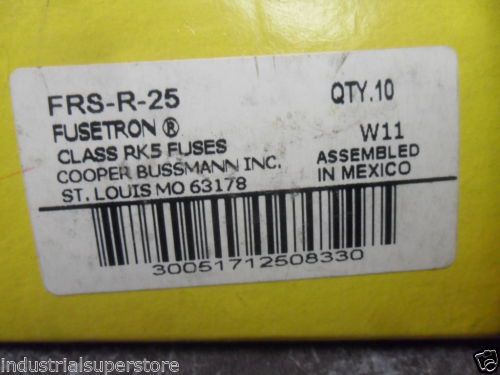 FRS-R-25 QTY.10
FUSETRON ®
CLASS RK5 FUSES W11
COOPER BUSSMANN INC. ASSEMBLED
ST. LOUIS MO 63178 IN MEXICO
30051712508330
industrialsuperstore